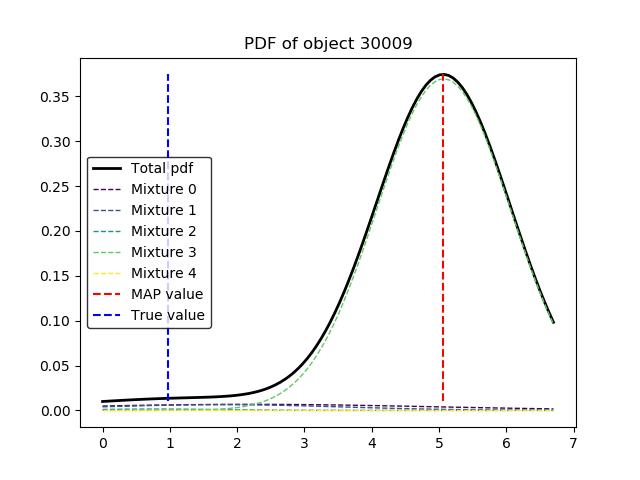 PDF of object 30009
0.35
0.30
0.25
0.20
0.15
0.10
0.05
0.00
Total pdf
Mixture 0
Mixture 1
Mixture 2
Mixture 3
Mixture 4
MAP value
True value
0 1 2 3 4 5 6 7